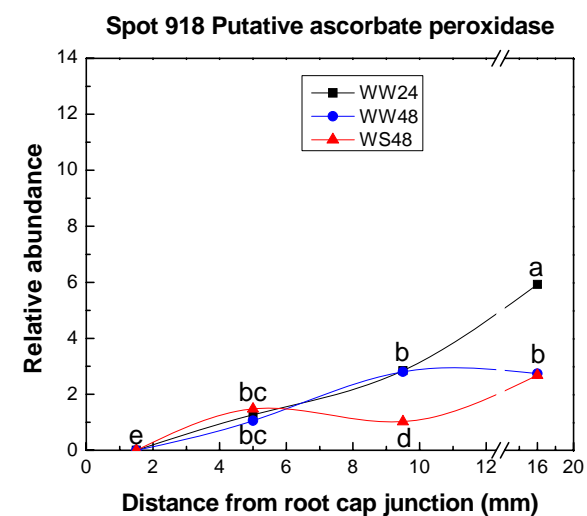 Spot 918 Putative ascorbate peroxidase
14
12
10
8
6
4
2
0
Relative abundance
WW24
WW48
WS48
a
b
b
bc
bc
d
e
0 2 4 6 8 10 12 16 20
Distance from root cap junction (mm)